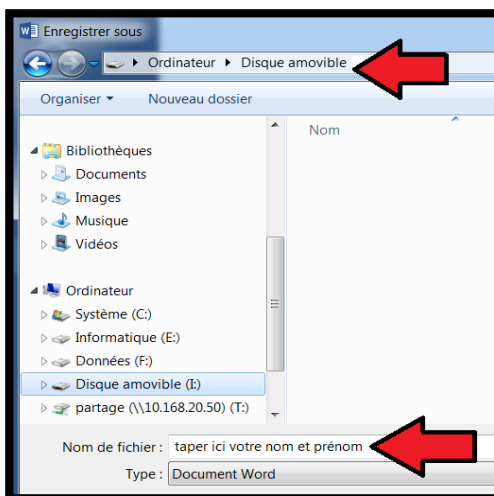 Enregistrer sous
Ordinateur Disque amovible
Organiser Nouveau dossier
Nom
Bibliothèques
Documents
Images
Musique
Vidéos
Ordinateur
Système (C:)
Informatique (E:)
Données (F:)
Disque amovible (I:)
partage (\\10.168.20.50) (T:)
Nom de fichier : taper ici votre nom et prénom
Type : Document Word